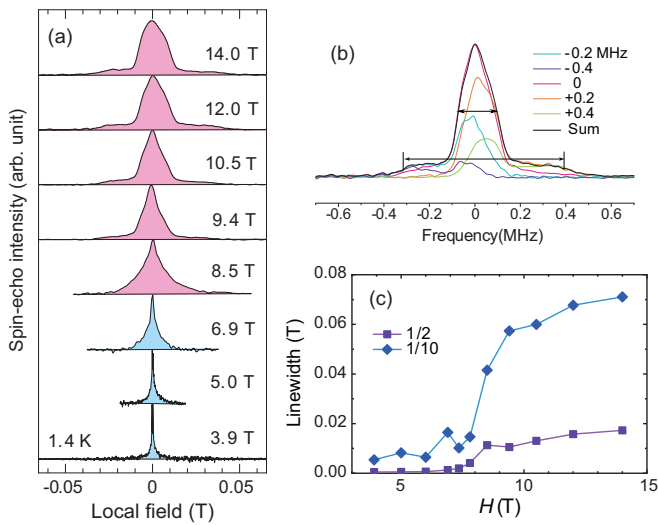 (a)
14.0 T
12.0 T
10.5 T
9.4 T
8.5 T
6.9 T
5.0 T
1.4 K
3.9 T
Spin-echo intensity (arb. unit)
-0.05
0
0.05
Local field (T)
(b)
-0.2 MHz
-0.4
0
+0.2
+0.4
Sum
-0.6 -0.4 -0.2 0 0.2 0.4 0.6
Frequency(MHz)
(c)
1/2
1/10
Linewidth (T)
0.08
0.06
0.04
0.02
0.00
5 10 15
H(T)